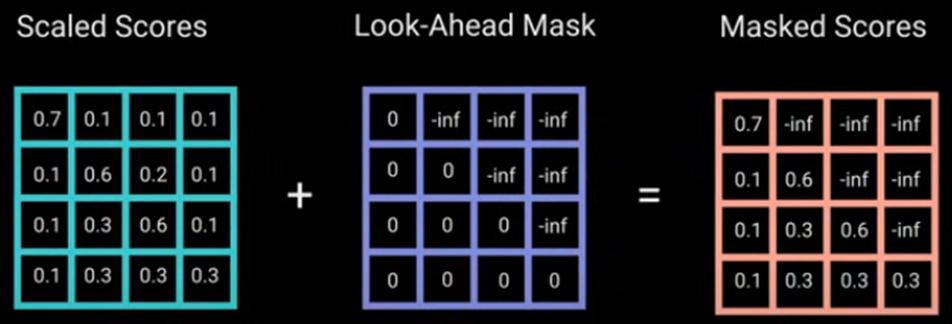 Scaled Scores Look-Ahead Mask Masked Scores
0.7 0.1 0.1 0.1 0 -inf -inf -inf 0.7 -inf -inf -inf
0.1 0.6 0.2 0.1 0 0 -inf -inf 0.1 0.6 -inf -inf
+ =
0.1 0.3 0.6 0.1 0 0 0 -inf 0.1 0.3 0.6 -inf
0.1 0.3 0.3 0.3 0 0 0 0 0.1 0.3 0.3 0.3